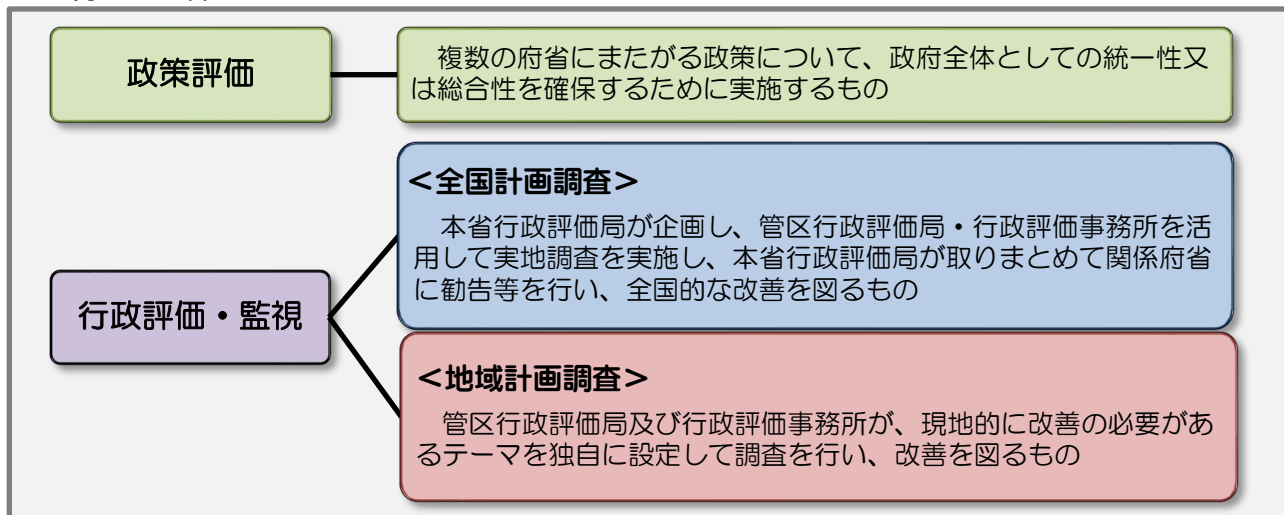 政策評価
複数の府省にまたがる政策について、政府全体としての統一性又
は総合性を確保するために実施するもの
行政評価・監視
＜全国計画調査＞
本省行政評価局が企画し、管区行政評価局・行政評価事務所を活
用して実地調査を実施し、本省行政評価局が取りまとめて関係府省
に勧告等を行い、全国的な改善を図るもの
＜地域計画調査＞
管区行政評価局及び行政評価事務所が、現地的に改善の必要があ
るテーマを独自に設定して調査を行い、改善を図るもの